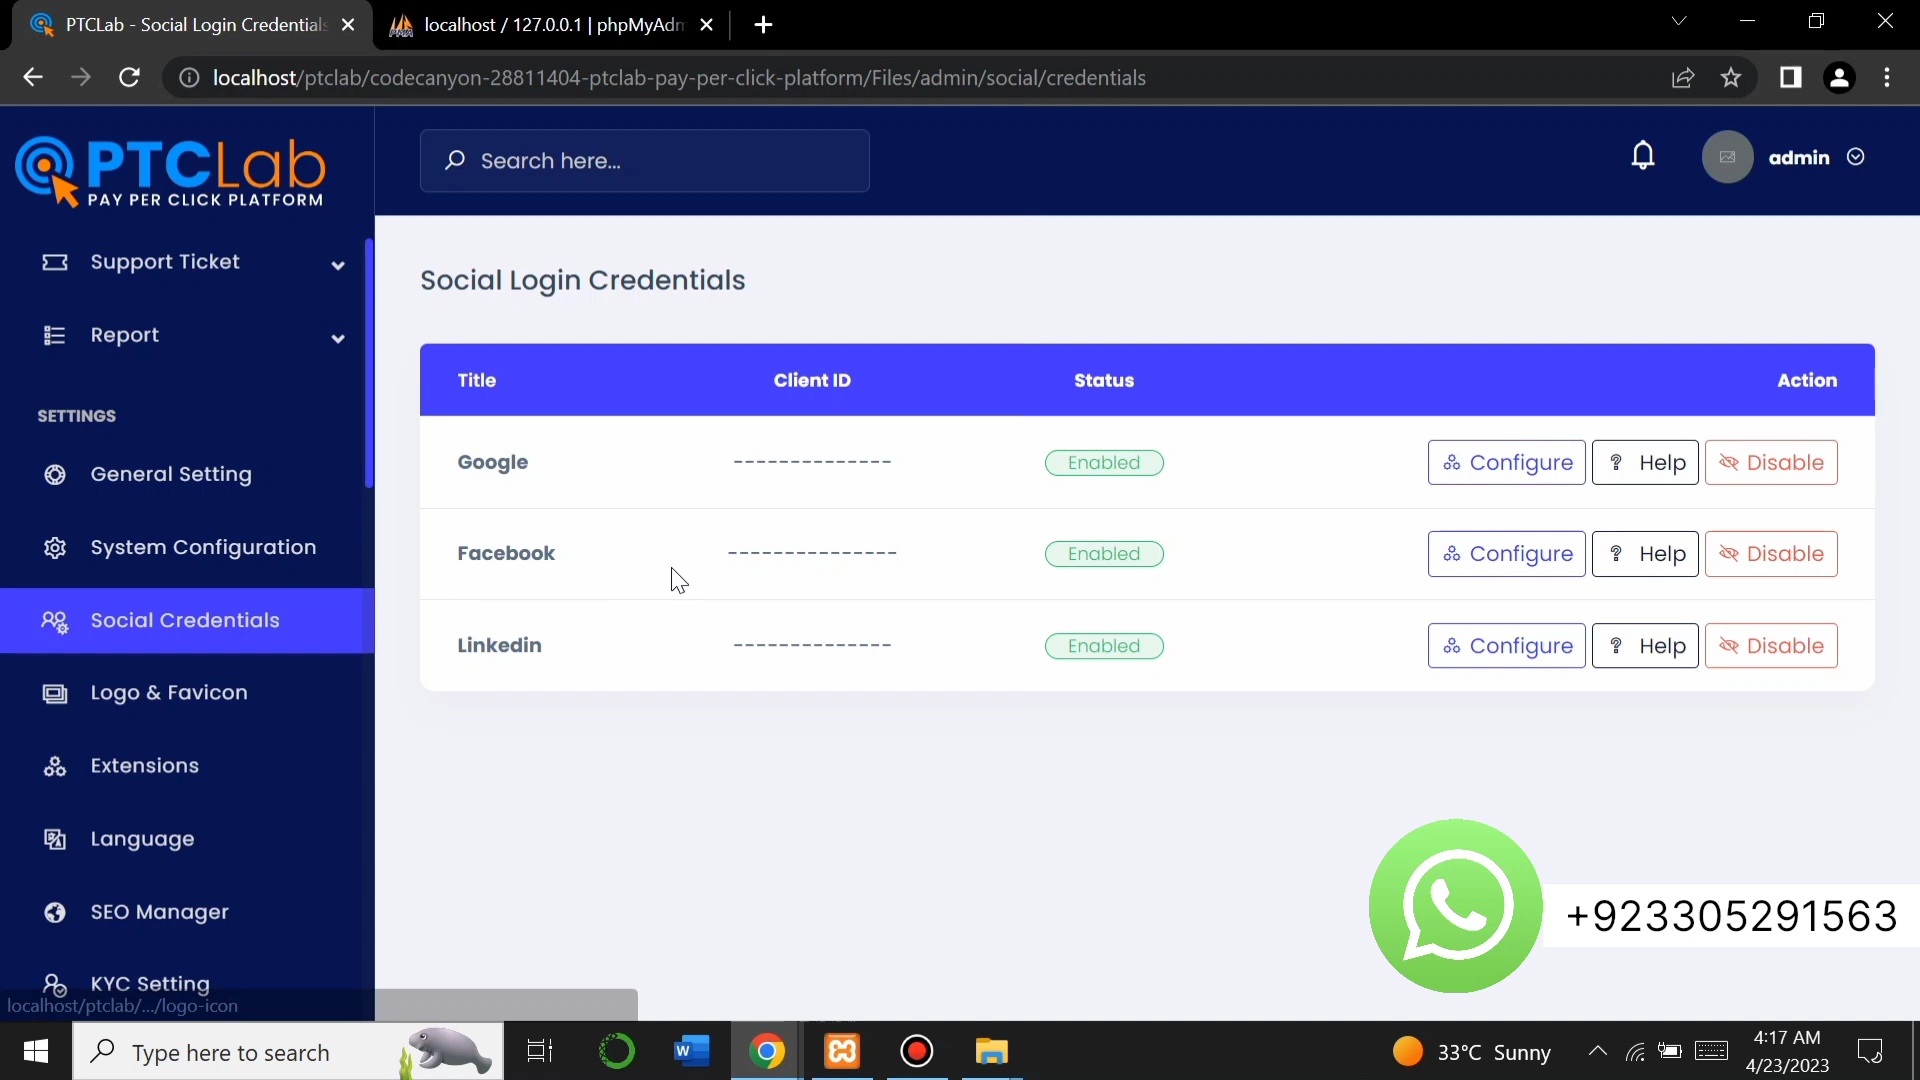 PTCLab - Social Login Credentials
localhost / 127.0.0.1 | phpMyAdm
localhost/ptclab/codecanyon-28811404-ptclab-pay-per-click-platform/Files/admin/social/credentials
PTCLab
PAY PER CLICK PLATFORM
Search here...
admin
Support Ticket
Report
SETTINGS
General Setting
System Configuration
Social Credentials
Logo & Favicon
Extensions
Language
SEO Manager
KYC Setting
localhost/ptclab/.../logo-icon
Social Login Credentials
Title Client ID Status Action
Google -------------- Enabled Configure ? Help Disable
Facebook --------------- Enabled Configure ? Help Disable
Linkedin -------------- Enabled Configure ? Help Disable
+923305291563
Type here to search
33°C Sunny
4:17 AM
4/23/2023